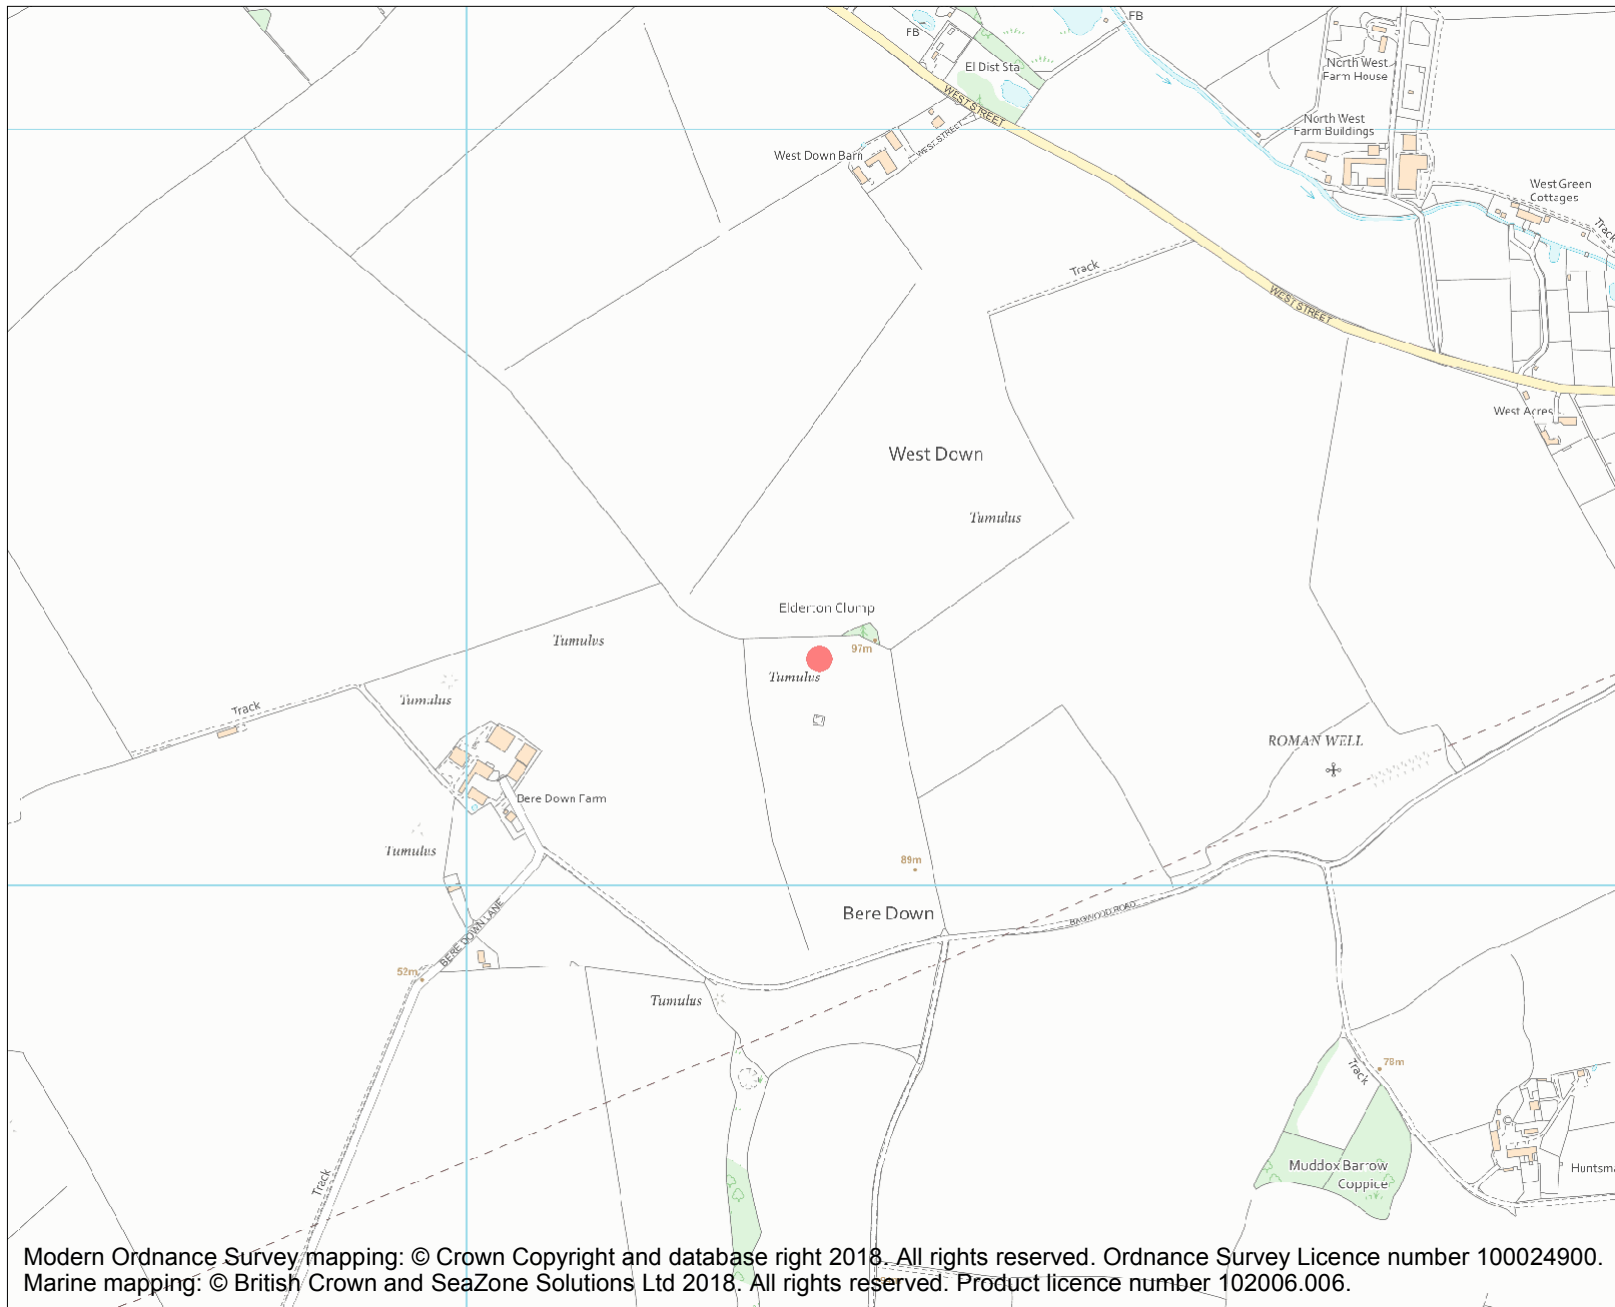 FB
FB
El Dist Sta
North West
Farm House
WEST STREET
North West
Farm Buildings
WEST STREET
West Down Barn
West Green
Cottages
Track
Track
WEST STREET
West Acres
West Down
Tumulus
Elderton Clump
Tumulus
97m
Tumulus
Tumulus
Track
ROMAN WELL
Bere Down Farm
Tumulus
89m
BERE DOWN LANE
Bere Down
BAGWOOD ROAD
52m
Tumulus
78m
Track
Track
Muddox Barrow
Coppice
Huntsm
Modern Ordnance Survey mapping: © Crown Copyright and database right 2018. All rights reserved. Ordnance Survey Licence number 100024900.
Marine mapping: © British Crown and SeaZone Solutions Ltd 2018. All rights reserved. Product licence number 102006.006.